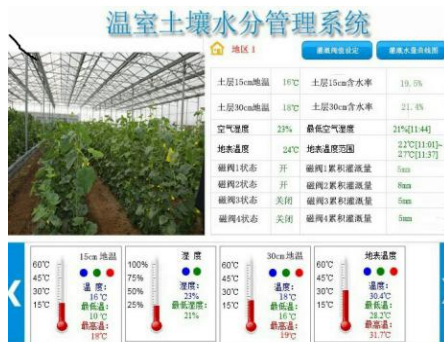 温室土壤水分管理系统
地区 1
灌溉阈值设定
灌溉水量曲线图
土层15cm地温 16℃ 土层15cm含水率 19.5%
土层30cm地温 18℃ 土层30cm含水率 21.4%
空气湿度 23% 最低空气湿度 21%[11:44]
地表温度 24℃ 地表温度范围 22℃[11:01]~
27℃[11:37]
磁阀1状态 开 磁阀1累积灌溉量 5mm
磁阀2状态 开 磁阀2累积灌溉量 8mm
磁阀3状态 关闭 磁阀3累积灌溉量 5mm
磁阀4状态 关闭 磁阀4累积灌溉量 5mm
15cm 地温
60℃
45℃
30℃
15℃
温度:
16℃
最低温:
10℃
最高温:
18℃
湿 度
100%
75%
50%
25%
湿度:
23%
最低湿度:
21%
30cm 地温
60℃
45℃
30℃
15℃
温度:
18℃
最低温:
16℃
最高温:
19℃
地表温度
60℃
45℃
30℃
15℃
温度:
30.4℃
最低温:
28.2℃
最高温:
31.7℃